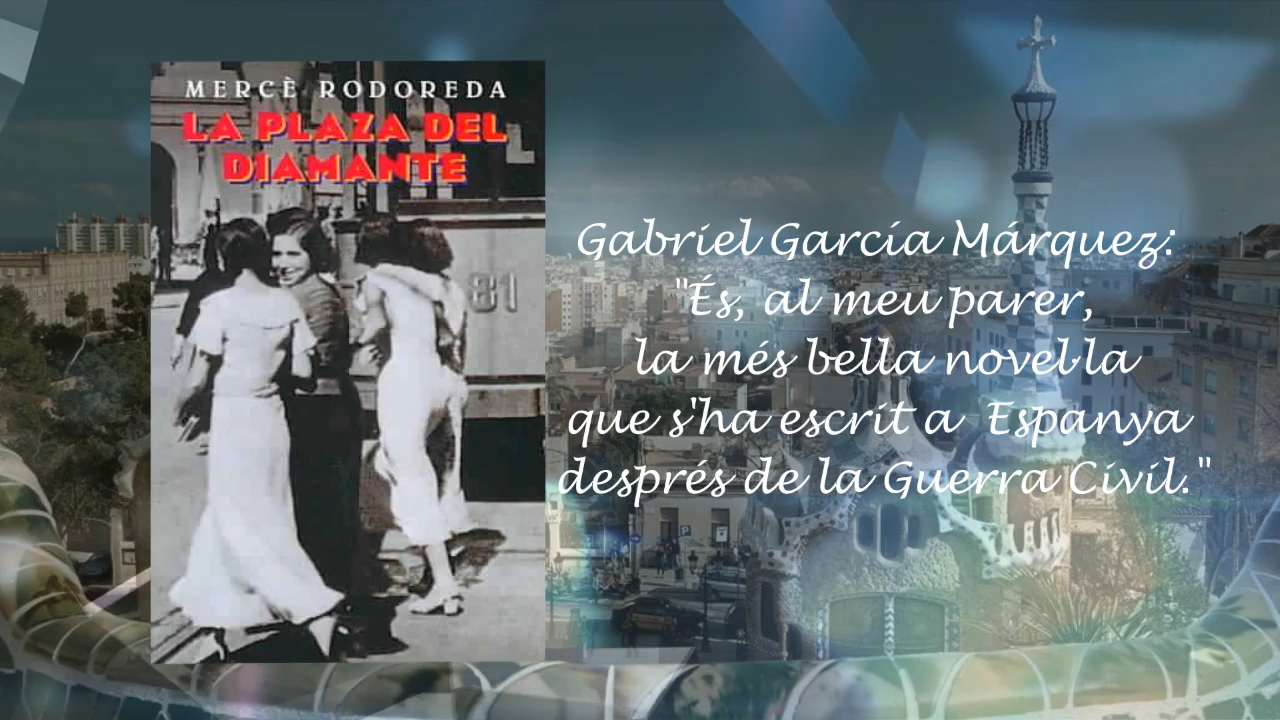 MERCÈ RODOREDA
LA PLAZA DEL
DIAMANTE
81
Gabriel García Márquez:
"És, al meu parer,
la més bella novel·la
que s'ha escrit a Espanya
després de la Guerra Civil."
P